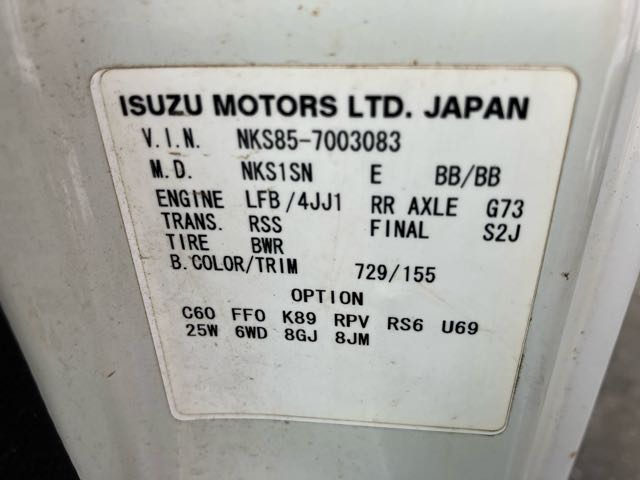 ISUZU MOTORS LTD. JAPAN
V.I.N. NKS85-7003083
M.D. NKS1SN E BB/BB
ENGINE LFB/4JJ1 RR AXLE G73
TRANS. RSS FINAL S2J
TIRE BWR
B.COLOR/TRIM 729/155
OPTION
C60 FFO K89 RPV RS6 U69
25W 6WD 8GJ 8JM